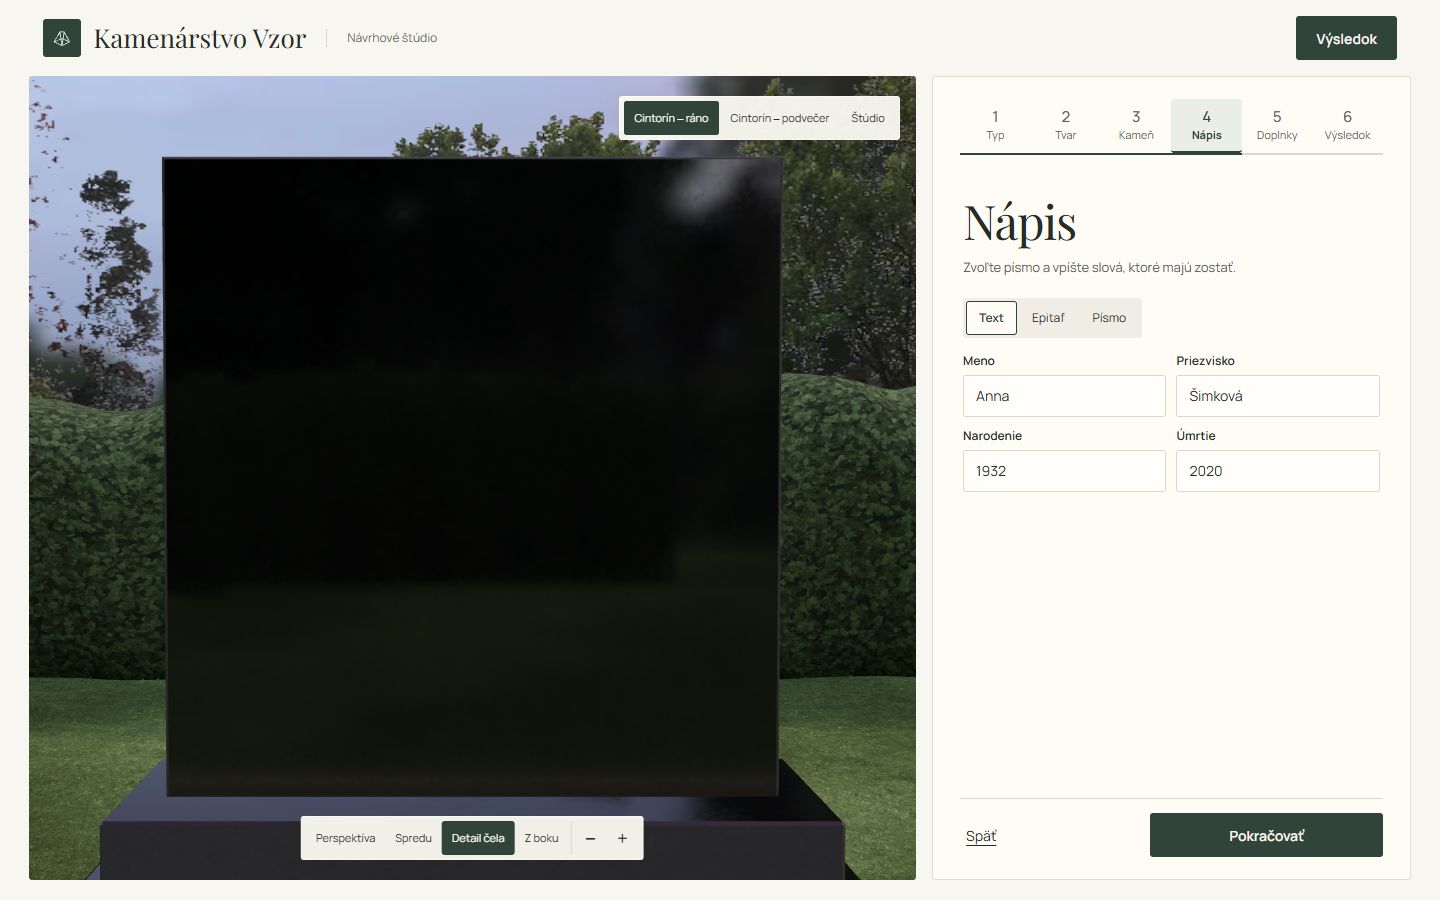 Kamenárstvo Vzor
Návrhové štúdio
Výsledok
Cintorín – ráno
Cintorín – podvečer
Štúdio
1
Typ
2
Tvar
3
Kameň
4
Nápis
5
Doplnky
6
Výsledok
Nápis
Zvoľte písmo a vpíšte slová, ktoré majú zostať.
Text
Epitaf
Písmo
Meno
Priezvisko
Anna
Šimková
Narodenie
Úmrtie
1932
2020
Perspektíva
Spredu
Detail čela
Z boku
−
+
Späť
Pokračovať